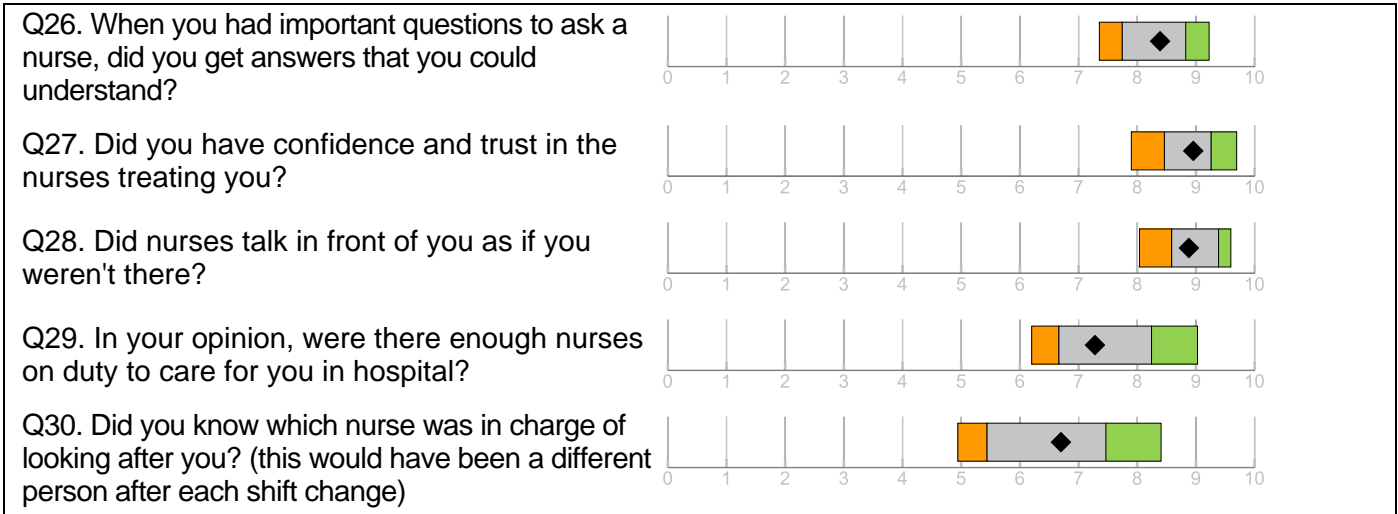 Q26. When you had important questions to ask a
nurse, did you get answers that you could
understand?
0 1 2 3 4 5 6 7 8 9 10
Q27. Did you have confidence and trust in the
nurses treating you?
0 1 2 3 4 5 6 7 8 9 10
Q28. Did nurses talk in front of you as if you
weren't there?
0 1 2 3 4 5 6 7 8 9 10
Q29. In your opinion, were there enough nurses
on duty to care for you in hospital?
0 1 2 3 4 5 6 7 8 9 10
Q30. Did you know which nurse was in charge of
looking after you? (this would have been a different
person after each shift change)
0 1 2 3 4 5 6 7 8 9 10